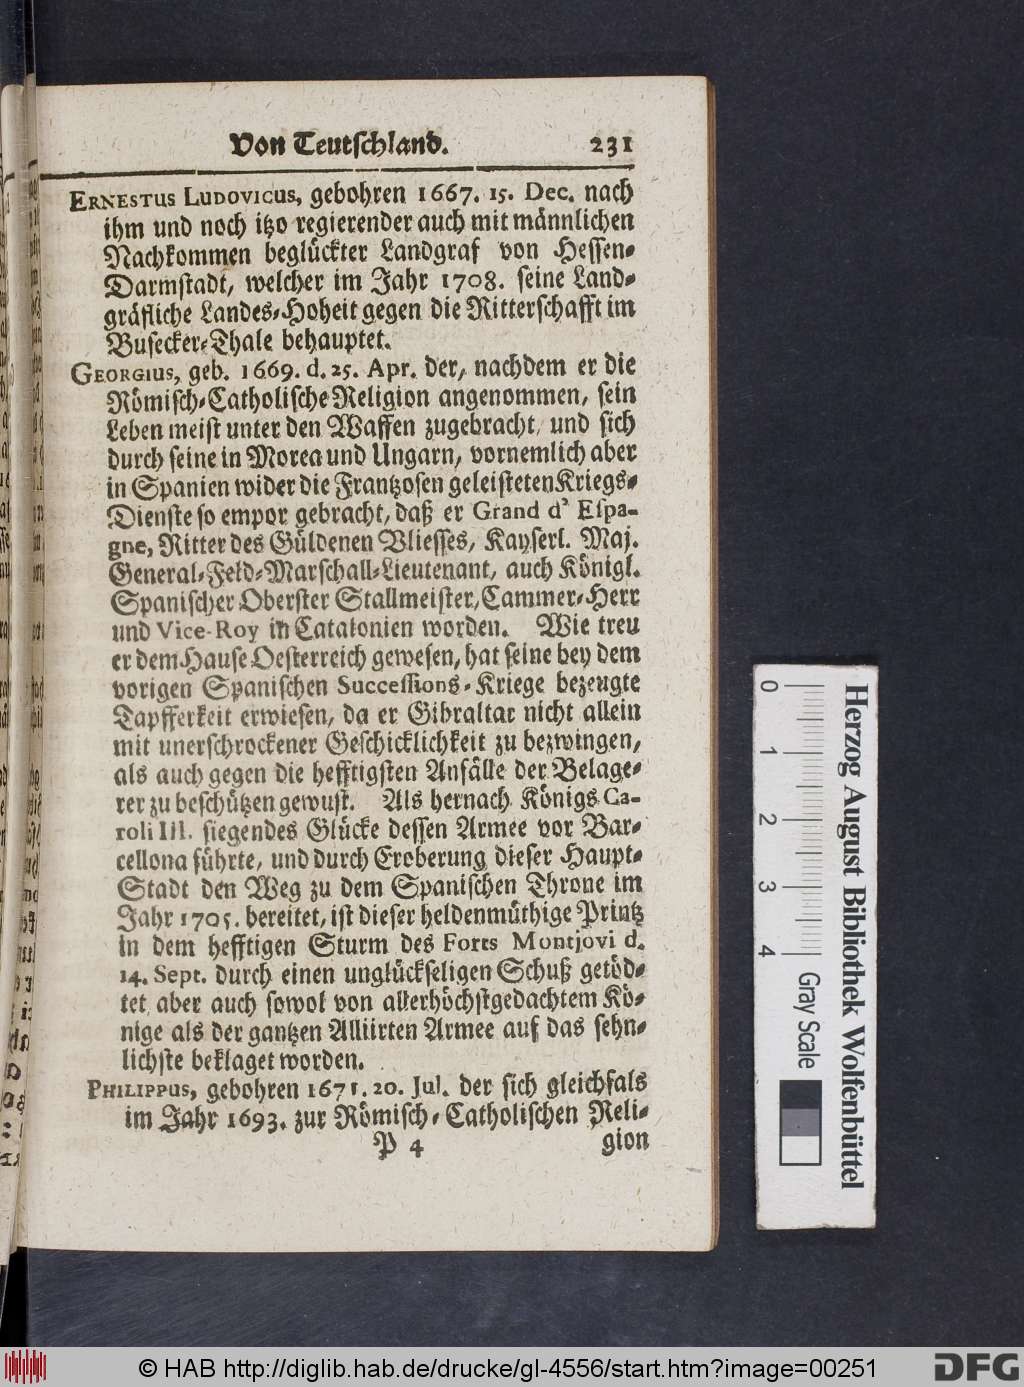 Von Teutschland. 231
ERNESTUS LUDOVICUS, gebohren 1667. 15. Dec. nach
ihm und noch itzo regierender auch mit männlichen
Nachkommen beglückter Landgraf von Hessen-
Darmstadt, welcher im Jahr 1708. seine Land-
gräfliche Landes-Hoheit gegen die Ritterschafft im
Busecker-Thale behauptet.
GEORGIUS, geb. 1669. d. 25. Apr. der, nachdem er die
Römisch-Catholische Religion angenommen, sein
Leben meist unter den Waffen zugebracht, und sich
durch seine in Morea und Ungarn, vornemlich aber
in Spanien wider die Frantzosen geleisteten Kriegs-
Dienste so empor gebracht, daß er Grand d' Espa-
gne, Ritter des Güldenen Vliesses, Kayserl. Maj.
General-Feld-Marschall-Lieutenant, auch Königl.
Spanischer Oberster Stallmeister, Cammer-Herr
und Vice-Roy in Catalonien worden. Wie treu
er dem Hause Oesterreich gewesen, hat seine bey dem
vorigen Spanischen Successions-Kriege bezeugte
Tapfferkeit erwiesen, da er Gibraltar nicht allein
mit unerschrockener Geschicklichkeit zu bezwingen,
als auch gegen die hefftigsten Anfälle der Belage-
rer zu beschützen gewust. Als hernach Königs Ca-
roli III. siegendes Glücke dessen Armee vor Bar-
cellona führte, und durch Eroberung dieser Haupt-
Stadt den Weg zu dem Spanischen Throne im
Jahr 1705. bereitet, ist dieser heldenmüthige Printz
in dem hefftigen Sturm des Forts Montjovi d.
14. Sept. durch einen unglückseligen Schuß getöd-
tet, aber auch sowol von allerhöchstgedachtem Kö-
nige als der gantzen Alliirten Armee auf das sehn-
lichste beklaget worden.
PHILIPPUS, gebohren 1671. 20. Jul. der sich gleichfals
im Jahr 1693. zur Römisch-Catholischen Reli-
P 4 gion
Herzog August Bibliothek Wolfenbüttel
0 1 2 3 4 Gray Scale
© HAB http://diglib.hab.de/drucke/gl-4556/start.htm?image=00251
DFG